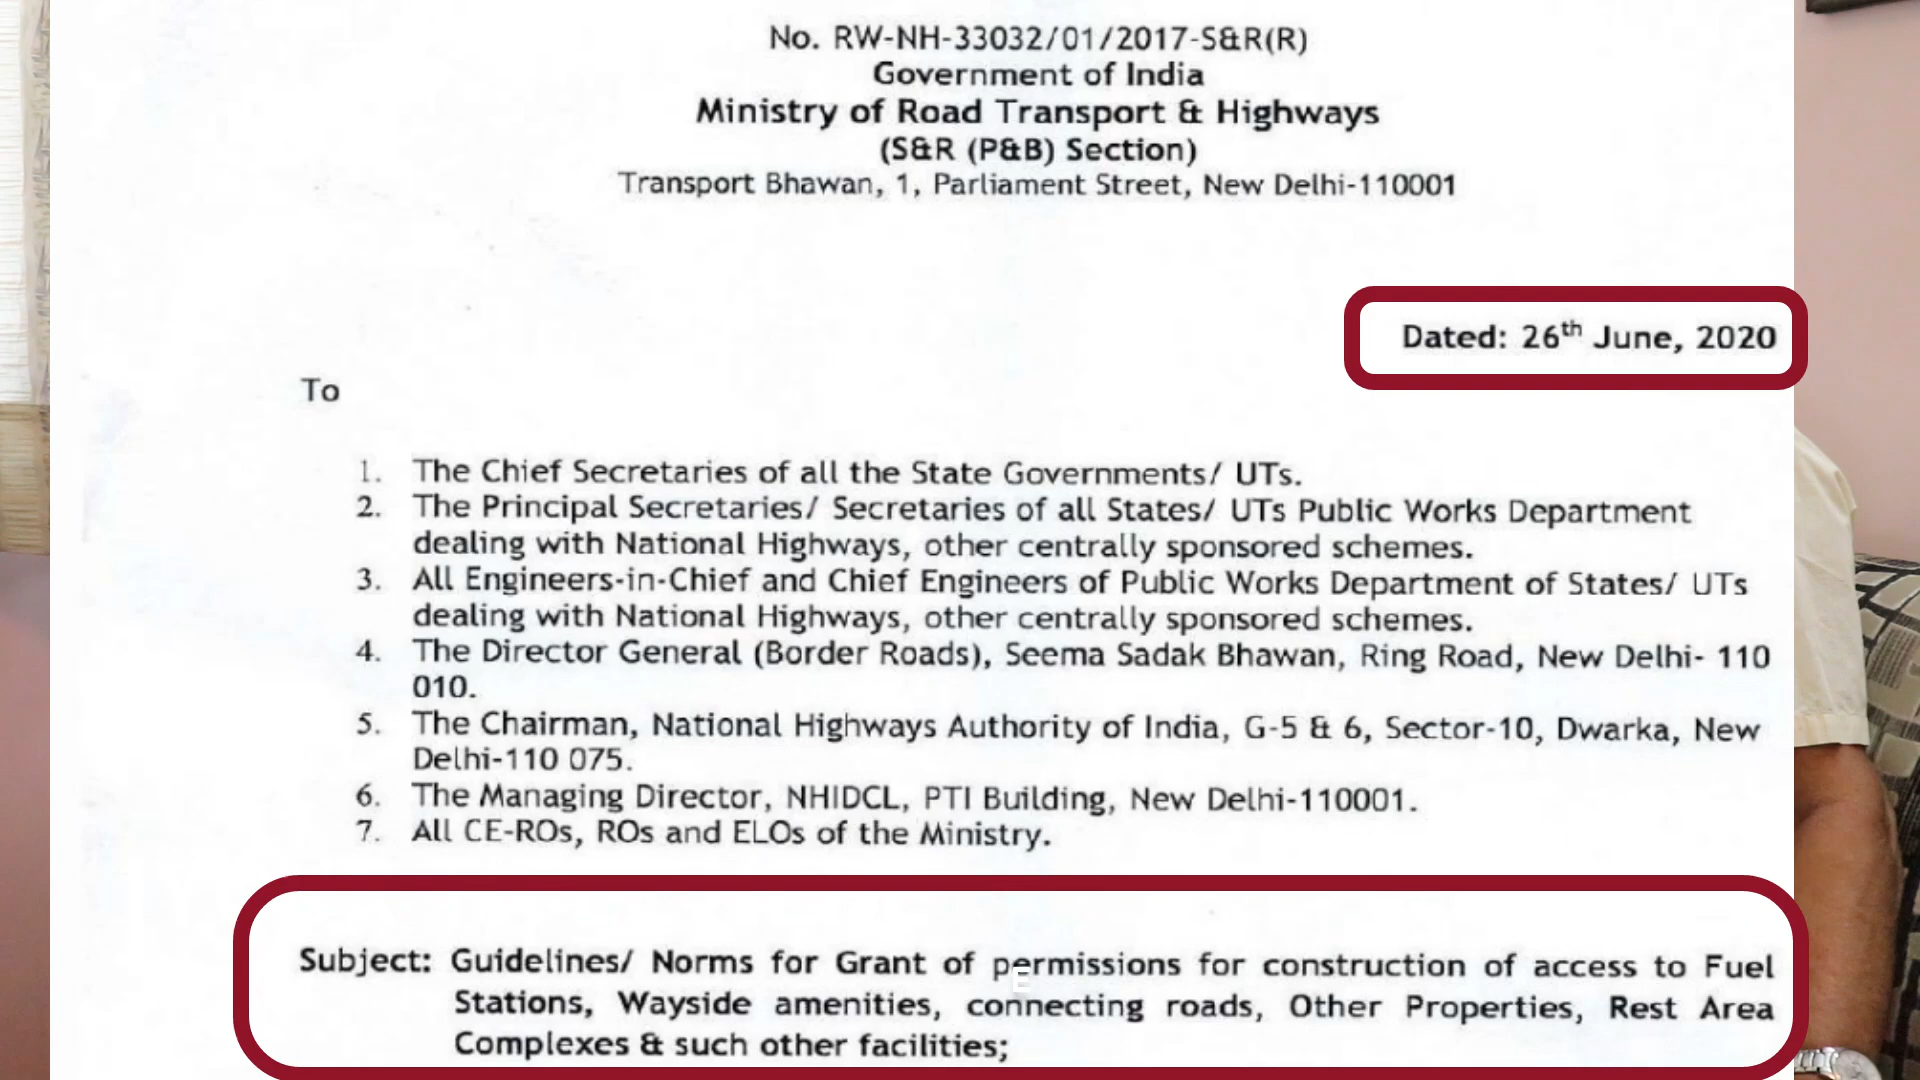 No. RW-NH-33032/01/2017-S&R(R)
Government of India
Ministry of Road Transport & Highways
(S&R (P&B) Section)
Transport Bhawan, 1, Parliament Street, New Delhi-110001
Dated: 26th June, 2020
To
1. The Chief Secretaries of all the State Governments/ UTs.
2. The Principal Secretaries/ Secretaries of all States/ UTs Public Works Department
dealing with National Highways, other centrally sponsored schemes.
3. All Engineers-in-Chief and Chief Engineers of Public Works Department of States/ UTs
dealing with National Highways, other centrally sponsored schemes.
4. The Director General (Border Roads), Seema Sadak Bhawan, Ring Road, New Delhi- 110
010.
5. The Chairman, National Highways Authority of India, G-5 & 6, Sector-10, Dwarka, New
Delhi-110 075.
6. The Managing Director, NHIDCL, PTI Building, New Delhi-110001.
7. All CE-ROs, ROs and ELOs of the Ministry.
Subject: Guidelines/ Norms for Grant of permissions for construction of access to Fuel
Stations, Wayside amenities, connecting roads, Other Properties, Rest Area
Complexes & such other facilities;
E